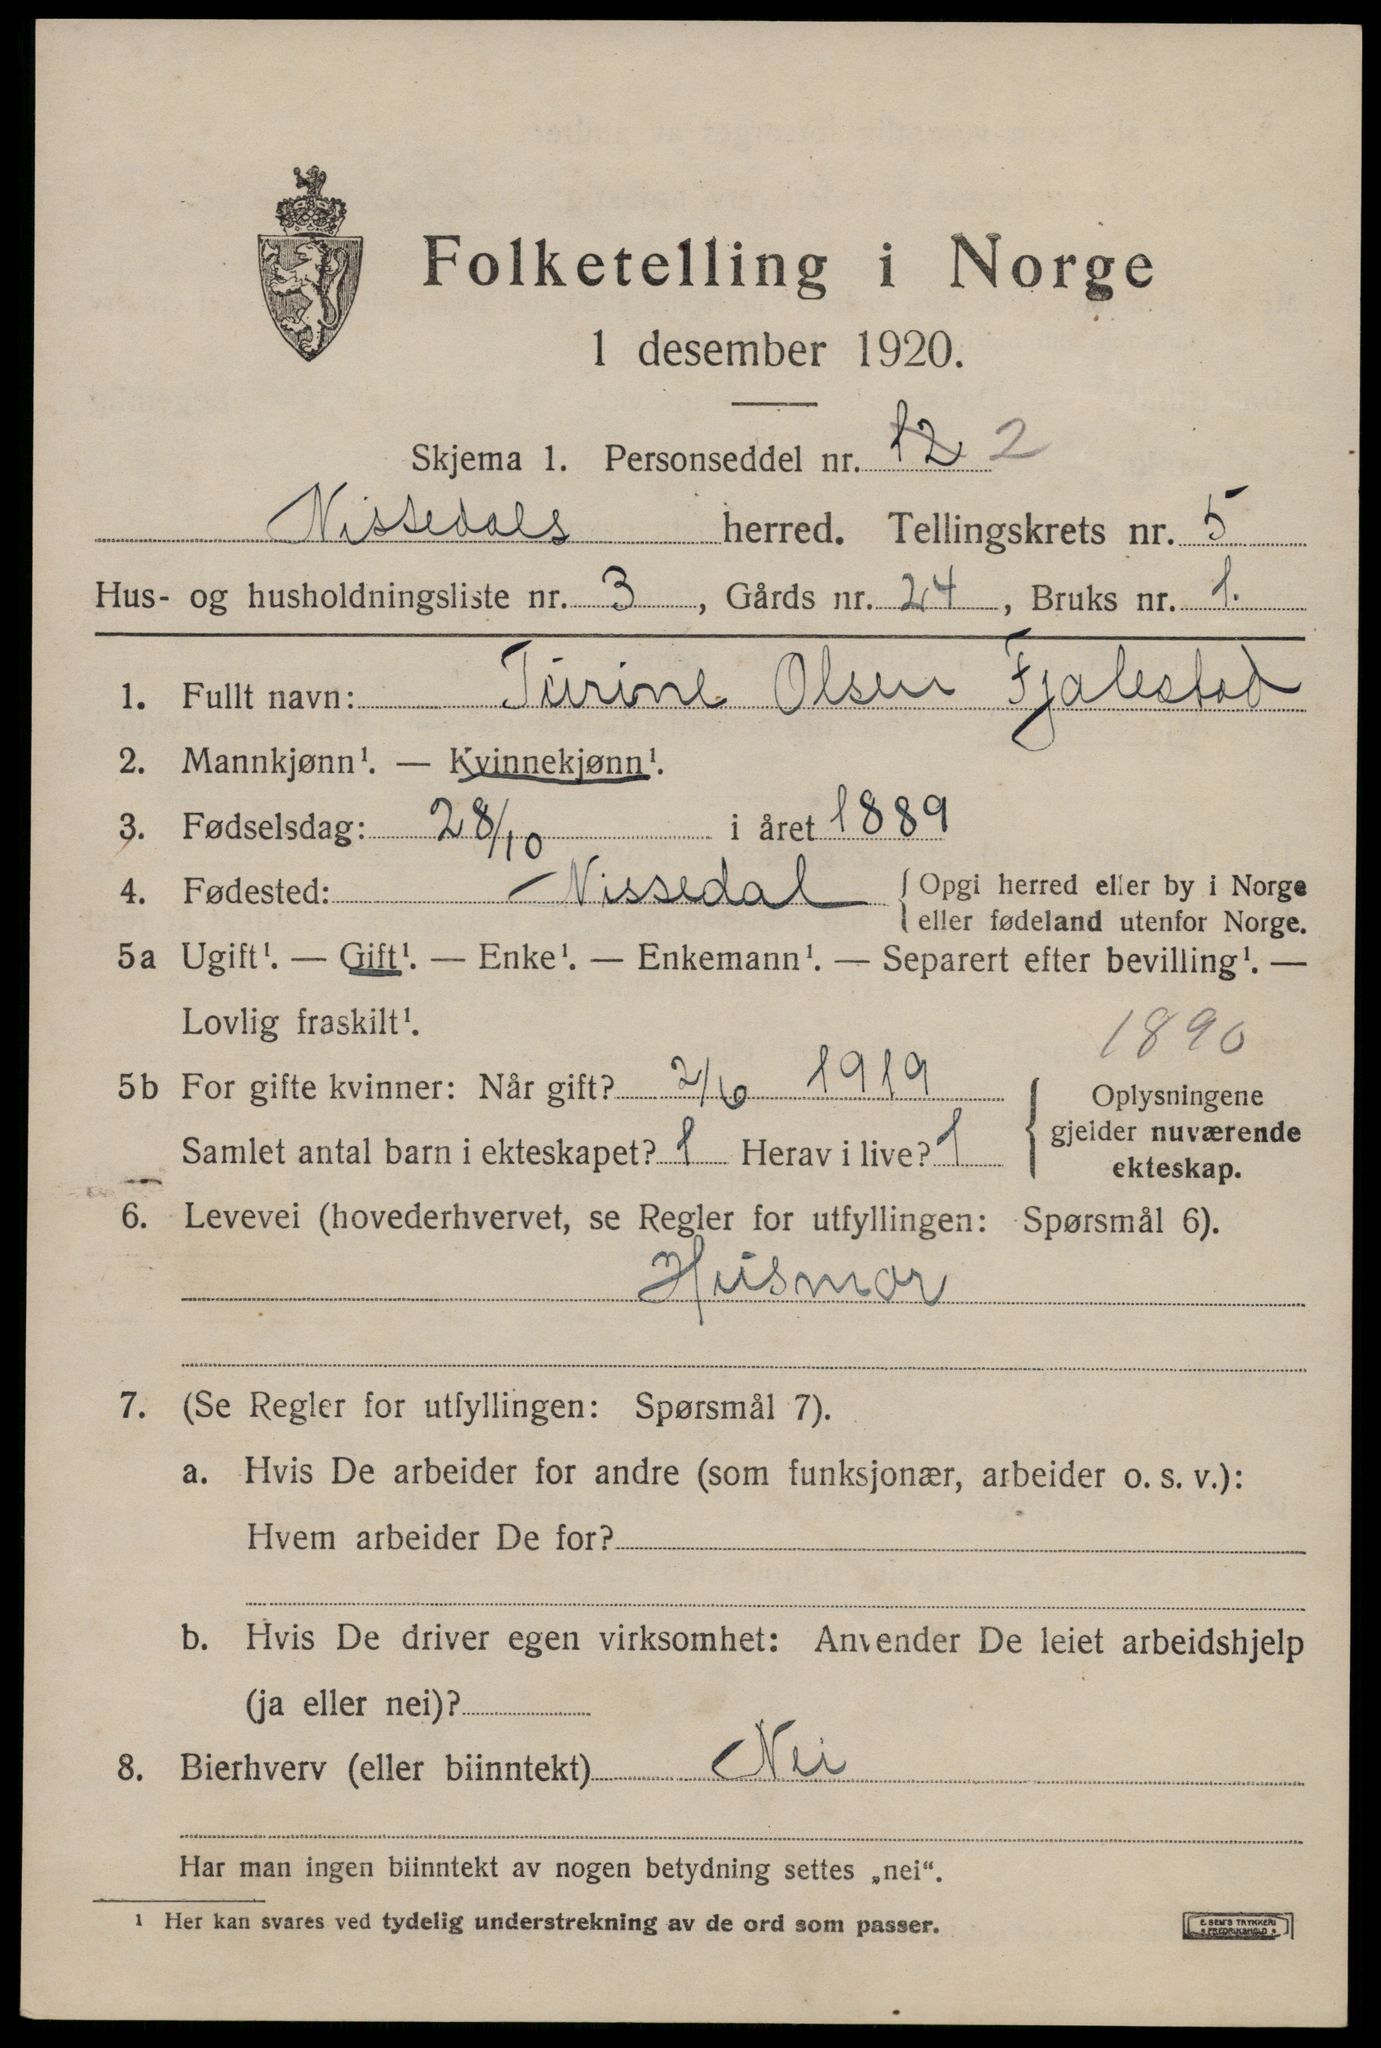 Folketelling i Norge
1 desember 1920.
Skjema 1. Personseddel nr. 12 2
Nissedals herred. Tellingskrets nr. 5
Hus- og husholdningsliste nr. 3, Gårds nr. 24, Bruks nr. 1.
1. Fullt navn: Turine Olsen Fjalestad
2. Mannkjønn¹. — Kvinnekjønn¹.
3. Fødselsdag: 28/10 i året 1889
4. Fødested: Nissedal { Opgi herred eller by i Norge
eller fødeland utenfor Norge.
5a Ugift¹. — Gift¹. — Enke¹. — Enkemann¹. — Separert efter bevilling¹. —
Lovlig fraskilt¹.
1890
5b For gifte kvinner: Når gift? 2/6 1919
Samlet antal barn i ekteskapet? 1 Herav i live? 1
{ Oplysningene
gjelder nuværende
ekteskap.
6. Levevei (hovederhvervet, se Regler for utfyllingen: Spørsmål 6).
Husmor
7. (Se Regler for utfyllingen: Spørsmål 7).
a. Hvis De arbeider for andre (som funksjonær, arbeider o. s. v.):
Hvem arbeider De for?
b. Hvis De driver egen virksomhet: Anvender De leiet arbeidshjelp
(ja eller nei)?
8. Bierhverv (eller biinntekt) Nei
Har man ingen biinntekt av nogen betydning settes „nei“.
¹ Her kan svares ved tydelig understrekning av de ord som passer.
E. SEM'S TRYKKERI
FREDRIKSHALD